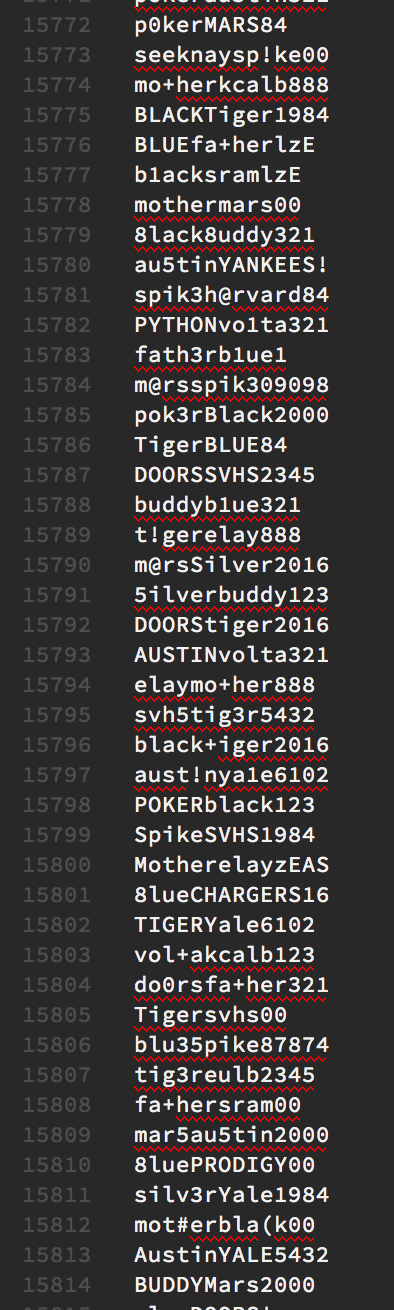 15772 p0kerMARS84
15773 seeknaysp!ke00
15774 mo+herkcalb888
15775 BLACKTiger1984
15776 BLUEfa+herlzE
15777 b1acksramlzE
15778 mothermars00
15779 8lack8uddy321
15780 au5tinYANKEES!
15781 spik3h@rvard84
15782 PYTHONvo1ta321
15783 fath3rb1ue1
15784 m@rsspik309098
15785 pok3rBlack2000
15786 TigerBLUE84
15787 DOORSSVHS2345
15788 buddyb1ue321
15789 t!gerelay888
15790 m@rsSilver2016
15791 5ilverbuddy123
15792 DOORStiger2016
15793 AUSTINvolta321
15794 elaymo+her888
15795 svh5tig3r5432
15796 black+iger2016
15797 aust!nya1e6102
15798 POKERblack123
15799 SpikeSVHS1984
15800 MotherelayzEAS
15801 8lueCHARGERS16
15802 TIGERYale6102
15803 vol+akcalb123
15804 do0rsfa+her321
15805 Tigersvhs00
15806 blu35pike87874
15807 tig3reulb2345
15808 fa+hersram00
15809 mar5au5tin2000
15810 8luePRODIGY00
15811 silv3rYale1984
15812 mot#erbla(k00
15813 AustinYALE5432
15814 BUDDYMars2000